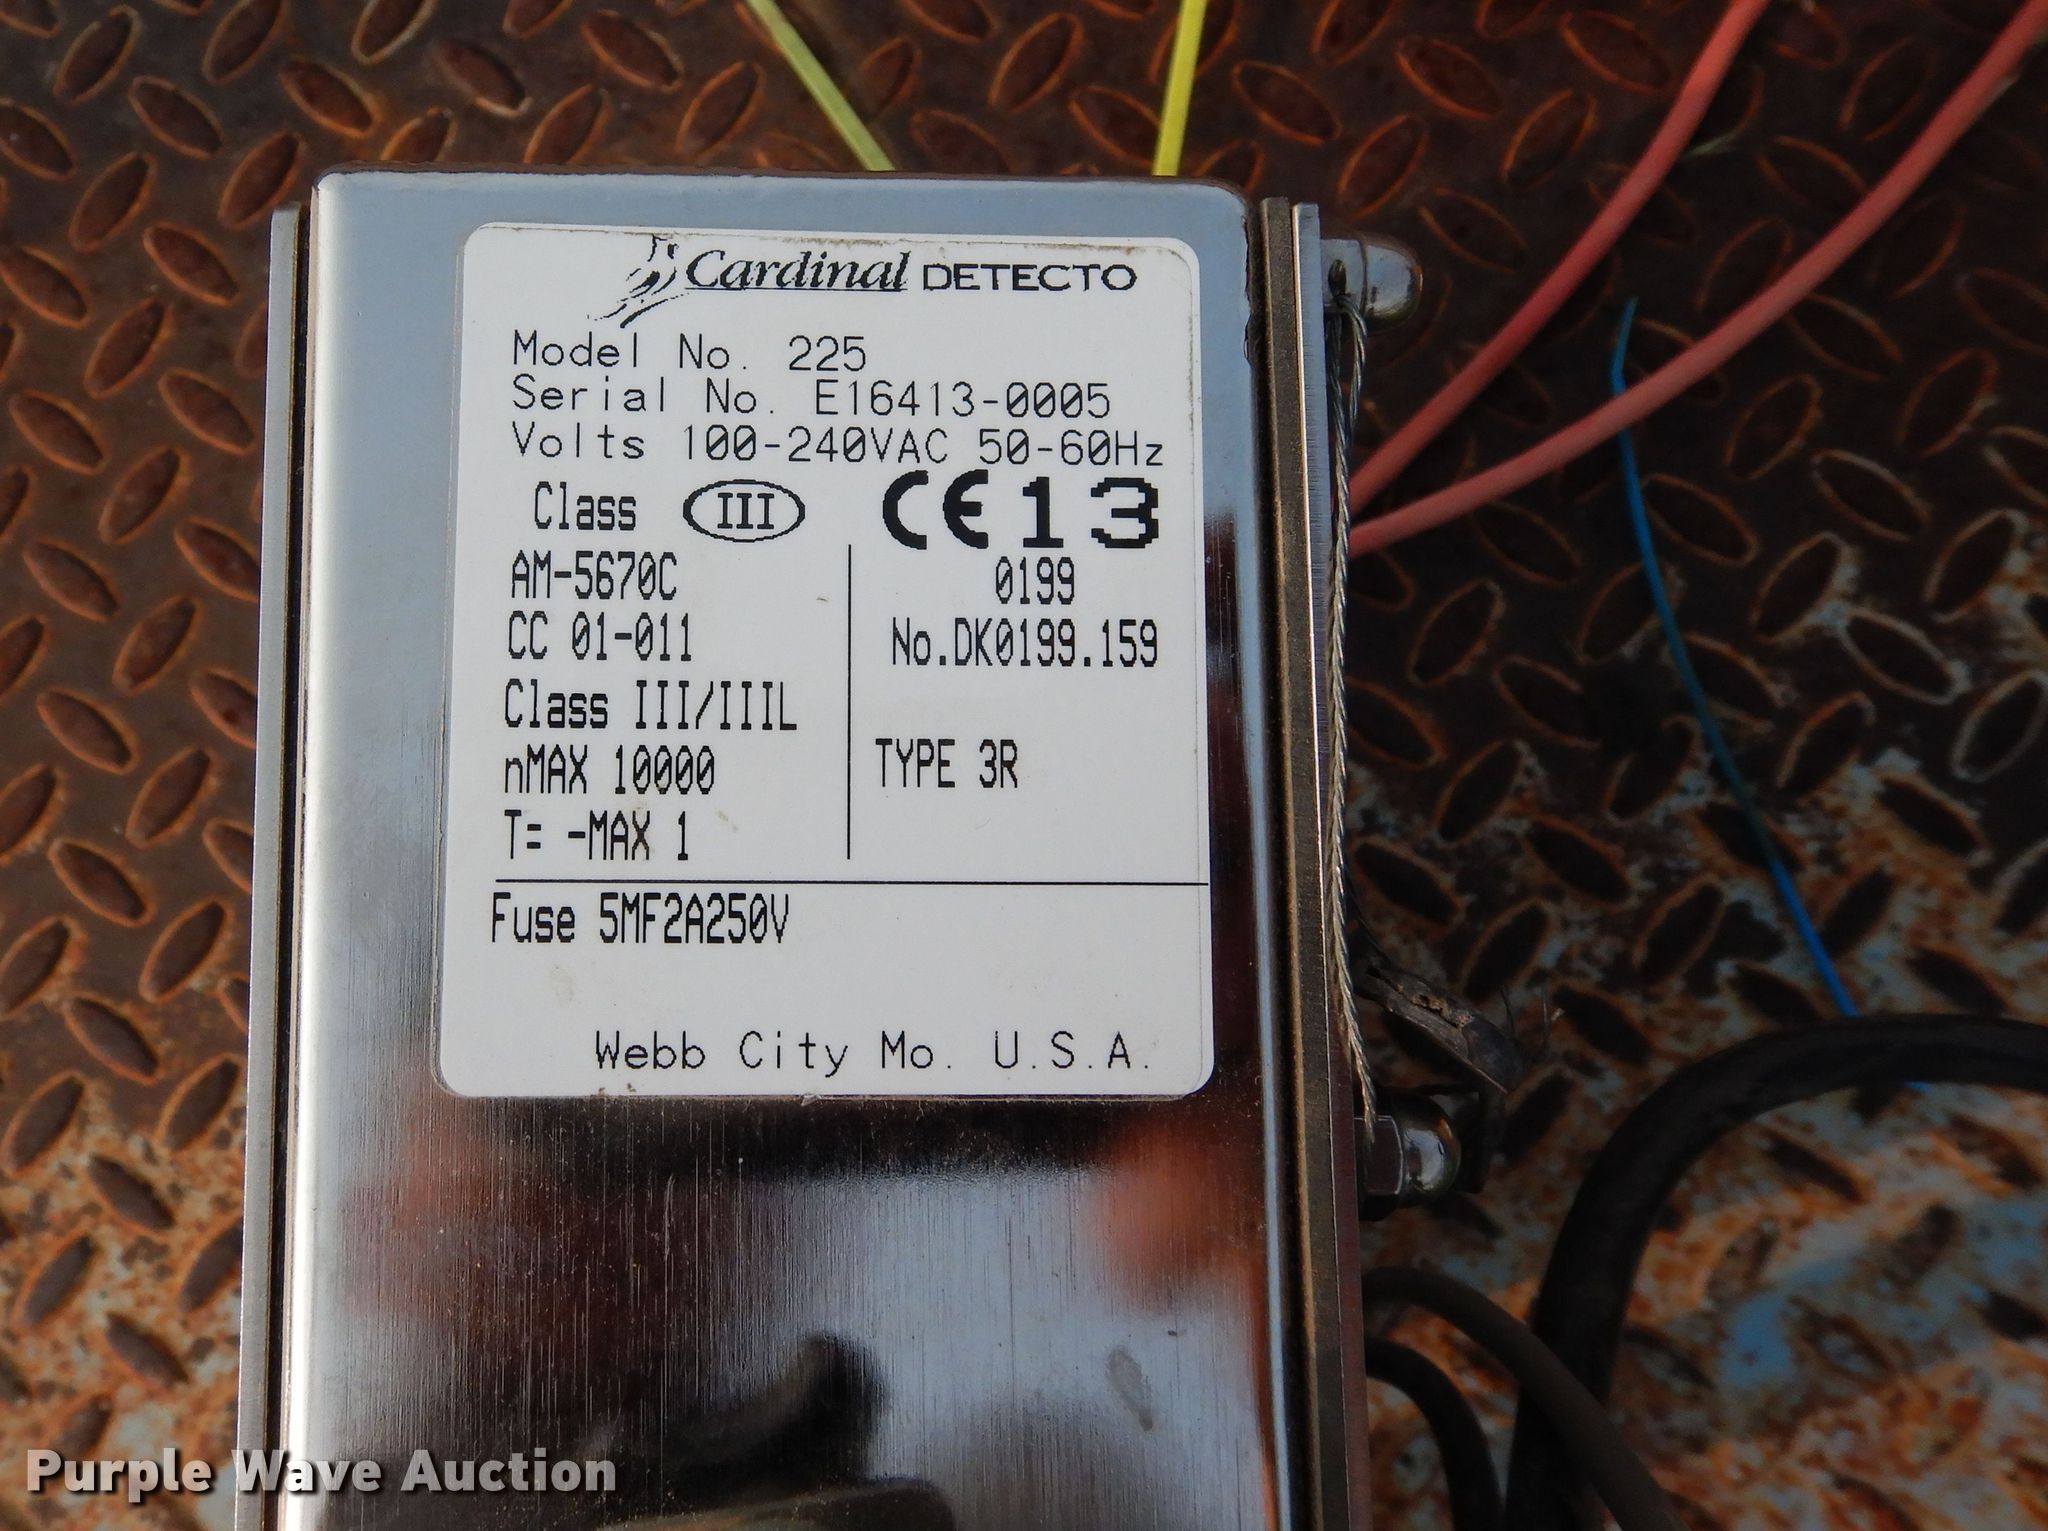 Cardinal DETECTO
Model No. 225
Serial No. E16413-0005
Volts 100-240VAC 50-60Hz
Class III
CE 13
AM-5670C
0199
CC 01-011
No.DK0199.159
Class III/IIIL
nMAX 10000
TYPE 3R
T= -MAX 1
Fuse 5MF2A250V
Webb City Mo. U.S.A.
Purple Wave Auction